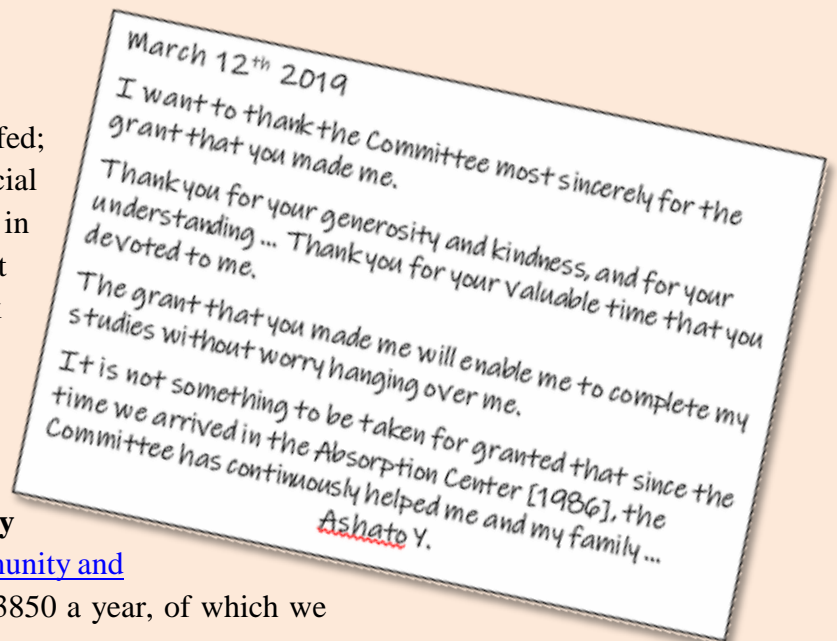 fed;
cial
in
t
March 12th 2019
I want to thank the Committee most sincerely for the
grant that you made me.
Thank you for your generosity and kindness, and for your
understanding ... Thank you for your valuable time that you
devoted to me.
The grant that you made me will enable me to complete my
studies without worry hanging over me.
It is not something to be taken for granted that since the
time we arrived in the Absorption Center [1986], the
Committee has continuously helped me and my family ...
Ashato Y.
y
munity and
3850 a year, of which we